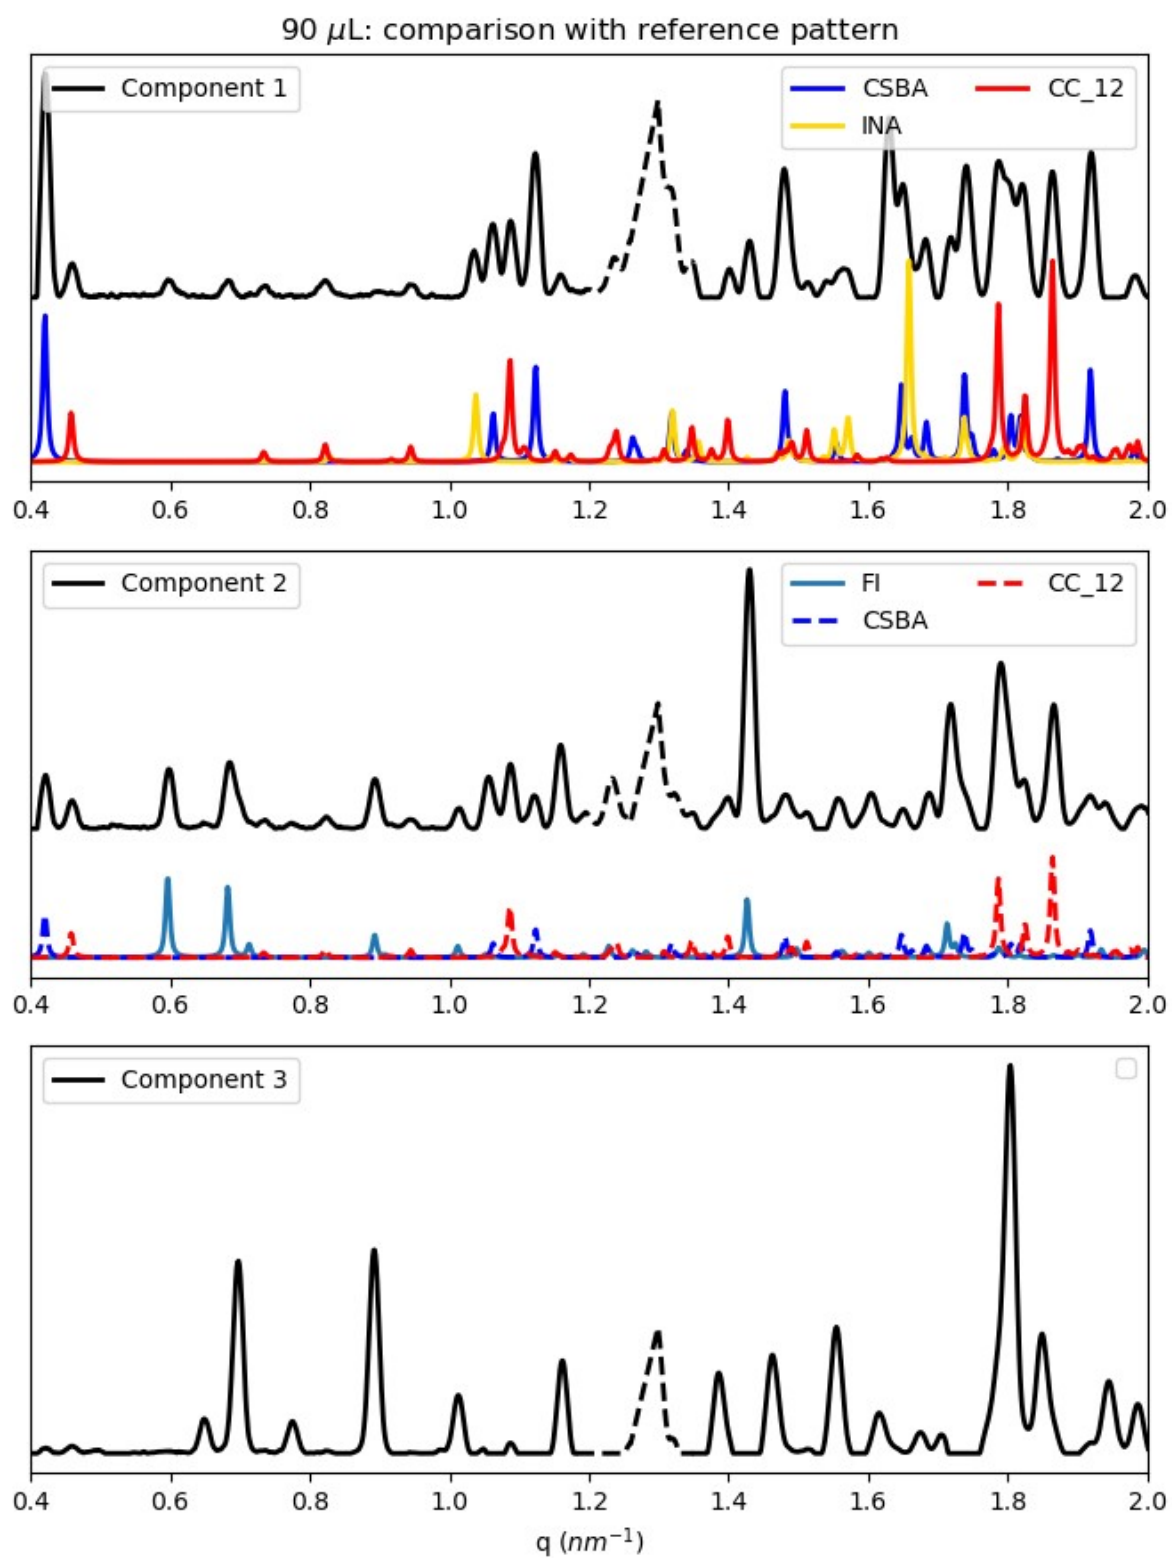 90 μL: comparison with reference pattern
Component 1
CSBA CC_12
INA
0.4 0.6 0.8 1.0 1.2 1.4 1.6 1.8 2.0
Component 2
FI CC_12
CSBA
0.4 0.6 0.8 1.0 1.2 1.4 1.6 1.8 2.0
Component 3
0.4 0.6 0.8 1.0 1.2 1.4 1.6 1.8 2.0
q (nm⁻¹)